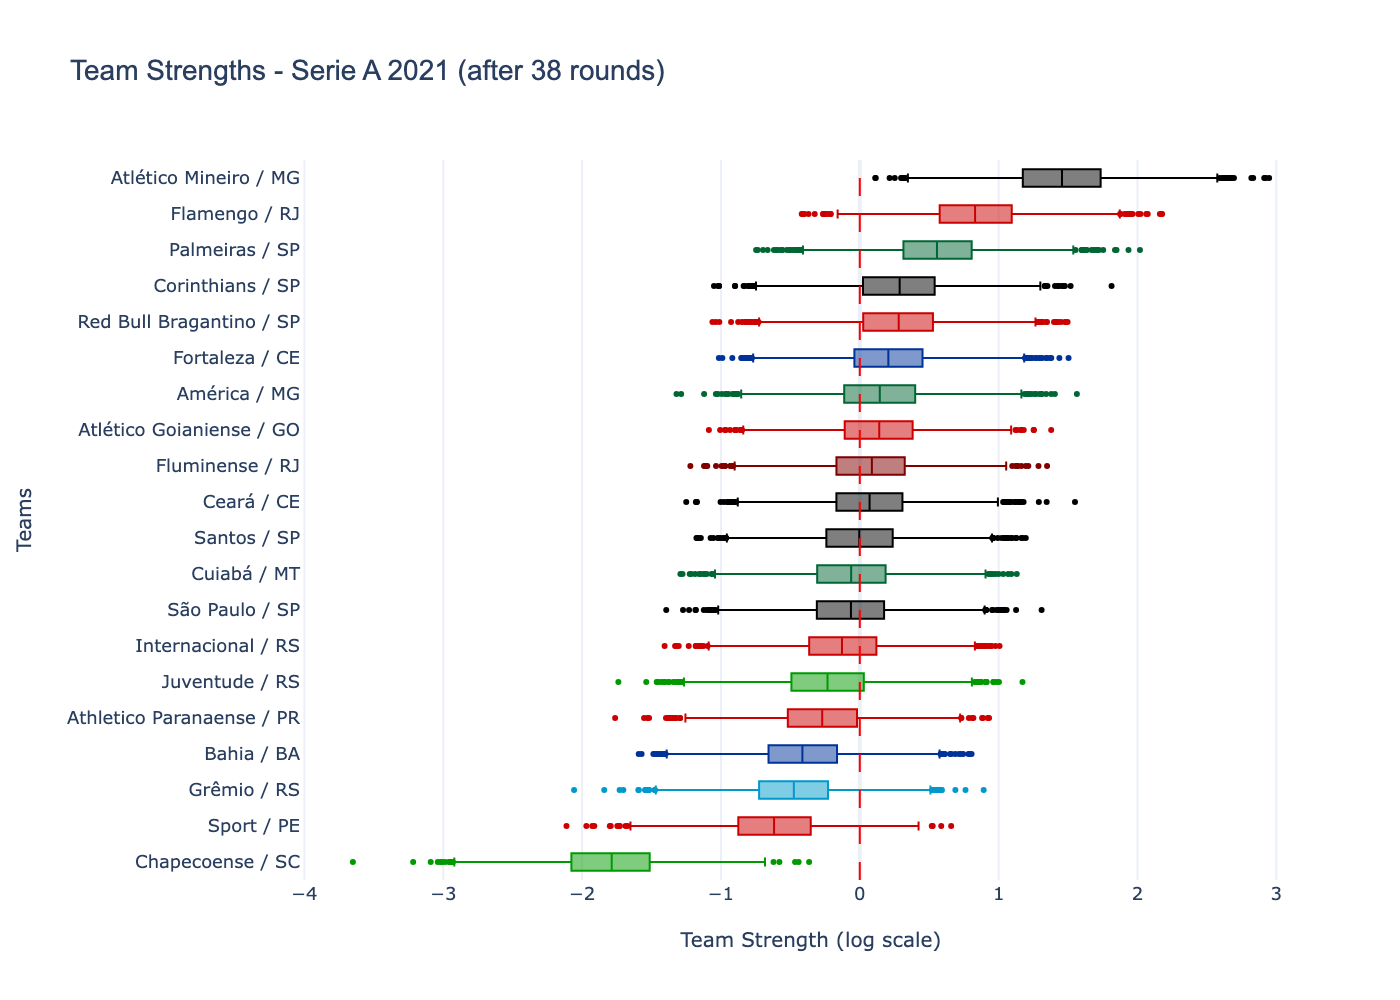 Team Strengths - Serie A 2021 (after 38 rounds)
Teams
Atlético Mineiro / MG
Flamengo / RJ
Palmeiras / SP
Corinthians / SP
Red Bull Bragantino / SP
Fortaleza / CE
América / MG
Atlético Goianiense / GO
Fluminense / RJ
Ceará / CE
Santos / SP
Cuiabá / MT
São Paulo / SP
Internacional / RS
Juventude / RS
Athletico Paranaense / PR
Bahia / BA
Grêmio / RS
Sport / PE
Chapecoense / SC
−4 −3 −2 −1 0 1 2 3
Team Strength (log scale)